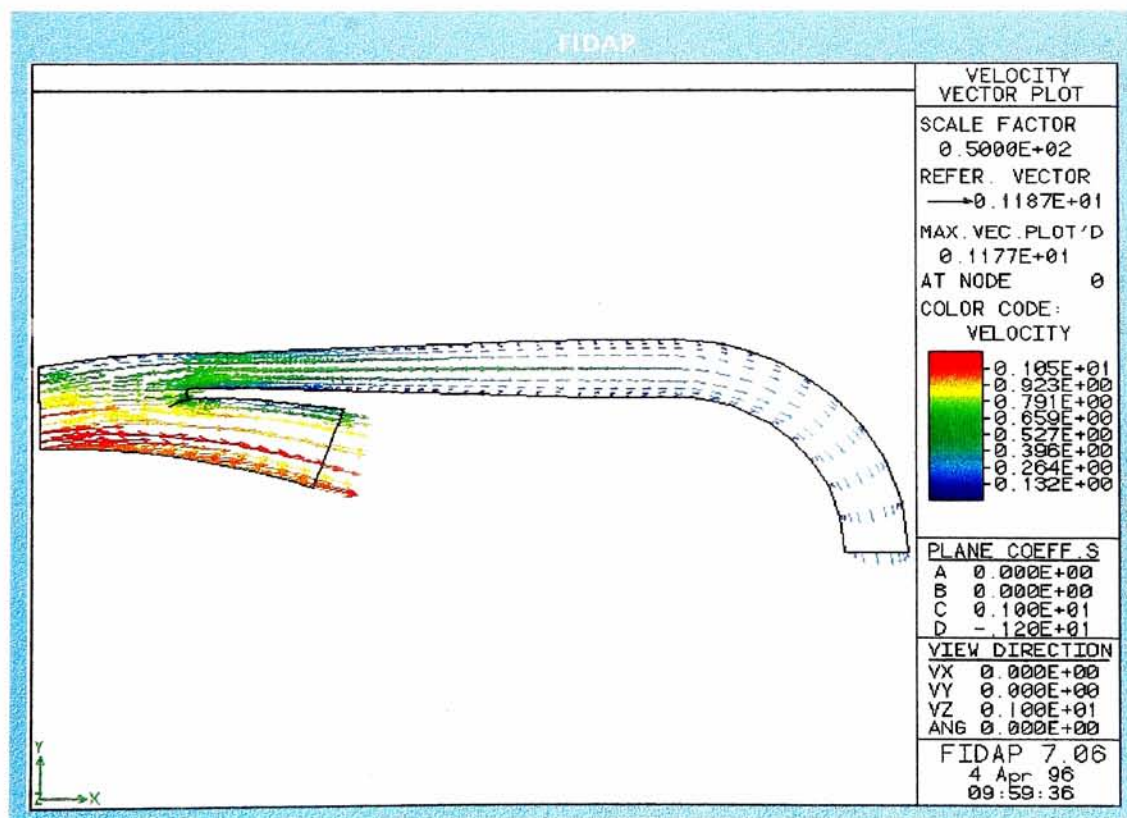 FIDAP
VELOCITY
VECTOR PLOT
SCALE FACTOR
0.5000E+02
REFER. VECTOR
0.1187E+01
MAX.VEC.PLOT'D
0.1177E+01
AT NODE 0
COLOR CODE:
VELOCITY
0.105E+01
0.923E+00
0.791E+00
0.659E+00
0.527E+00
0.396E+00
0.264E+00
0.132E+00
PLANE COEFF.S
A 0.000E+00
B 0.000E+00
C 0.100E+01
D -.120E+01
VIEW DIRECTION
VX 0.000E+00
VY 0.000E+00
VZ 0.100E+01
ANG 0.000E+00
FIDAP 7.06
4 Apr 96
09:59:36
Y
Z X